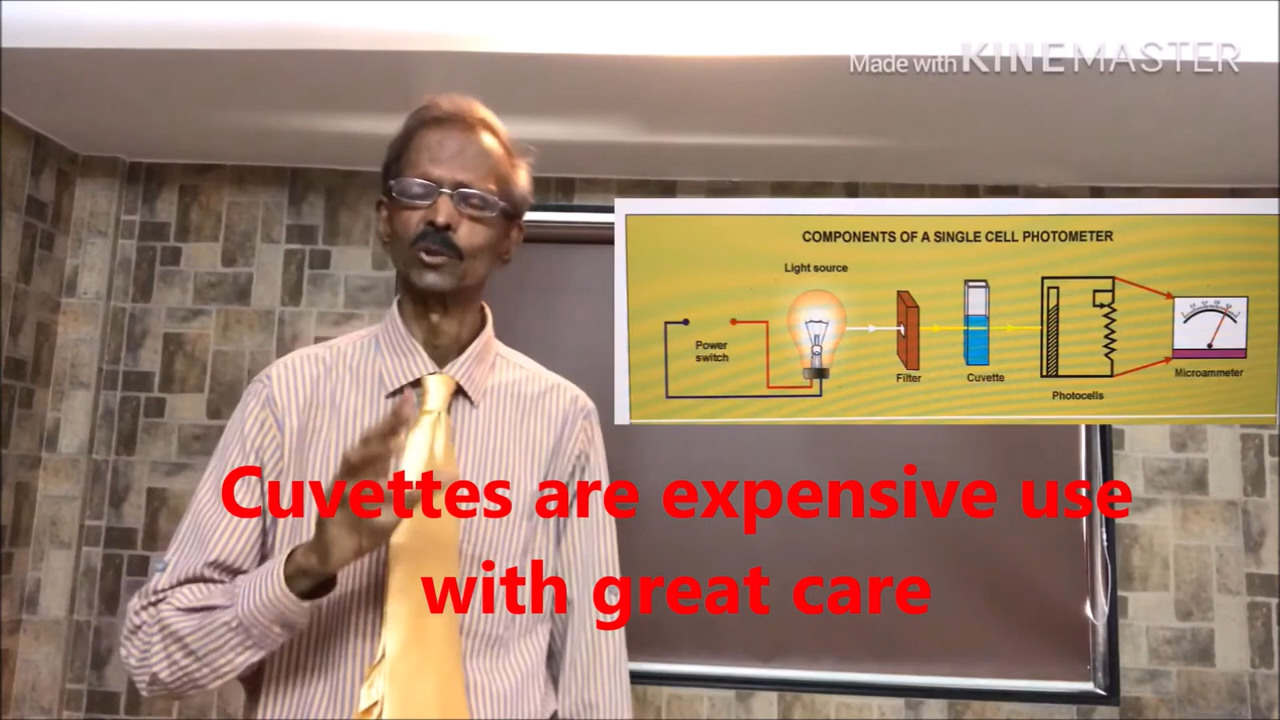 Made with KINEMASTER
COMPONENTS OF A SINGLE CELL PHOTOMETER
Light source
Power
switch
Filter
Cuvette
Photocells
Microammeter
Cuvettes are expensive use
with great care